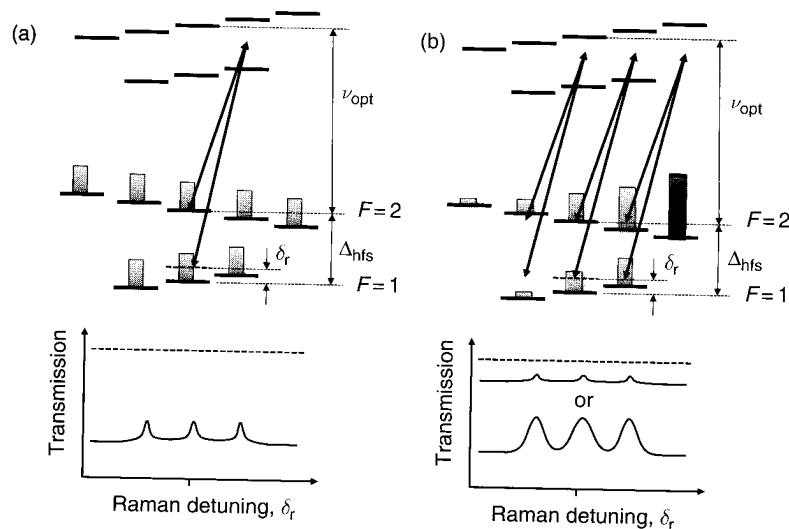 (a)
ν_opt
F = 2
δ_r
Δ_hfs
F = 1
Transmission
Raman detuning, δ_r
(b)
ν_opt
F = 2
Δ_hfs
δ_r
F = 1
Transmission
or
Raman detuning, δ_r